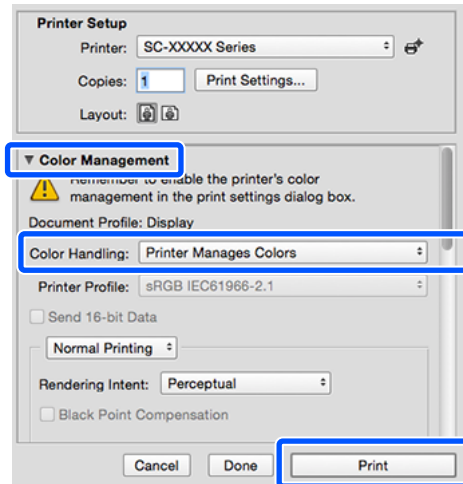 Printer Setup
Printer: SC-XXXXX Series
Copies: 1 Print Settings...
Layout:
Color Management
Remember to enable the printer's color
management in the print settings dialog box.
Document Profile: Display
Color Handling: Printer Manages Colors
Printer Profile: sRGB IEC61966-2.1
Send 16-bit Data
Normal Printing
Rendering Intent: Perceptual
Black Point Compensation
Cancel Done Print